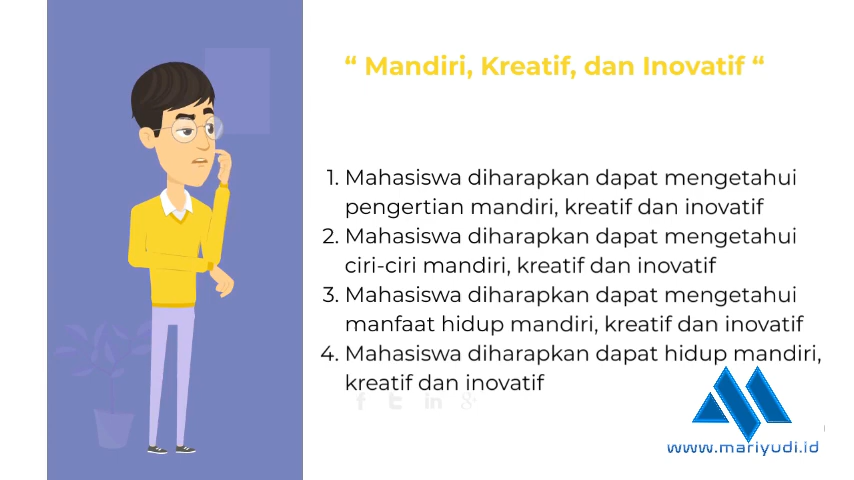 “ Mandiri, Kreatif, dan Inovatif “
1. Mahasiswa diharapkan dapat mengetahui
pengertian mandiri, kreatif dan inovatif
2. Mahasiswa diharapkan dapat mengetahui
ciri-ciri mandiri, kreatif dan inovatif
3. Mahasiswa diharapkan dapat mengetahui
manfaat hidup mandiri, kreatif dan inovatif
4. Mahasiswa diharapkan dapat hidup mandiri,
kreatif dan inovatif
www.mariyudi.id